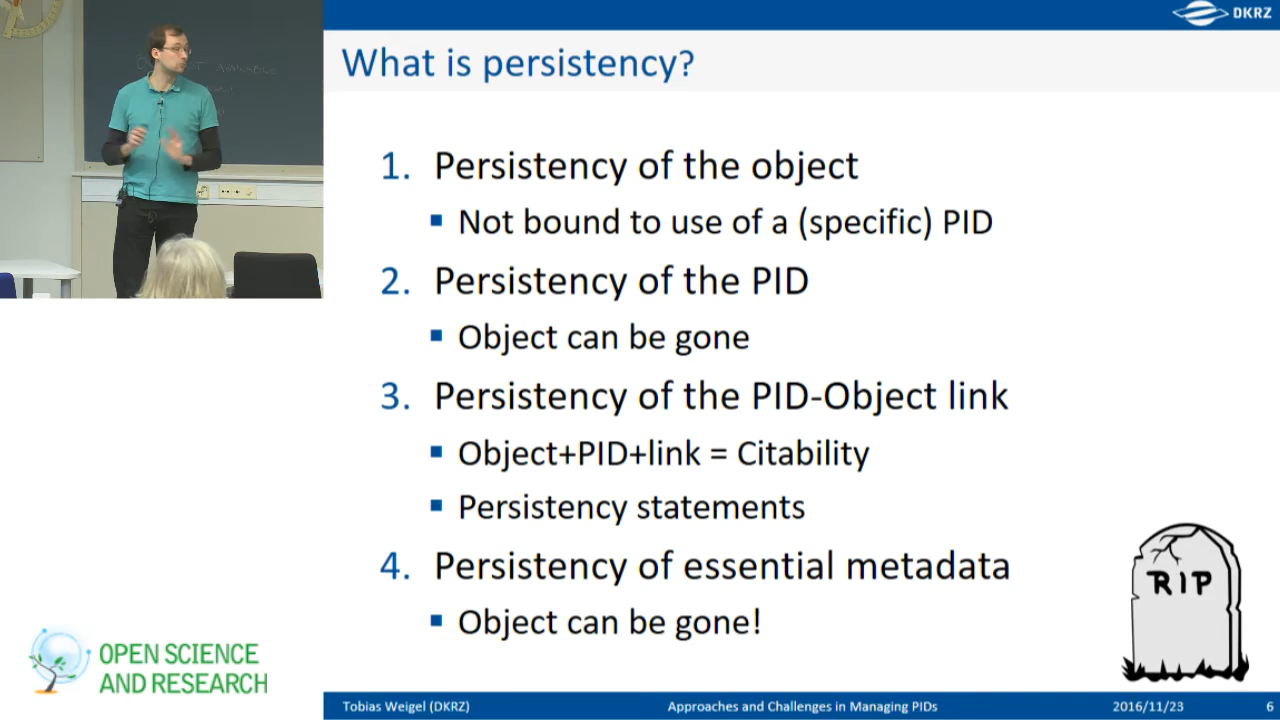 DKRZ
What is persistency?
1. Persistency of the object
▪ Not bound to use of a (specific) PID
2. Persistency of the PID
▪ Object can be gone
3. Persistency of the PID-Object link
▪ Object+PID+link = Citability
▪ Persistency statements
4. Persistency of essential metadata
▪ Object can be gone!
RIP
OPEN SCIENCE
AND RESEARCH
Tobias Weigel (DKRZ) Approaches and Challenges in Managing PIDs 2016/11/23 6